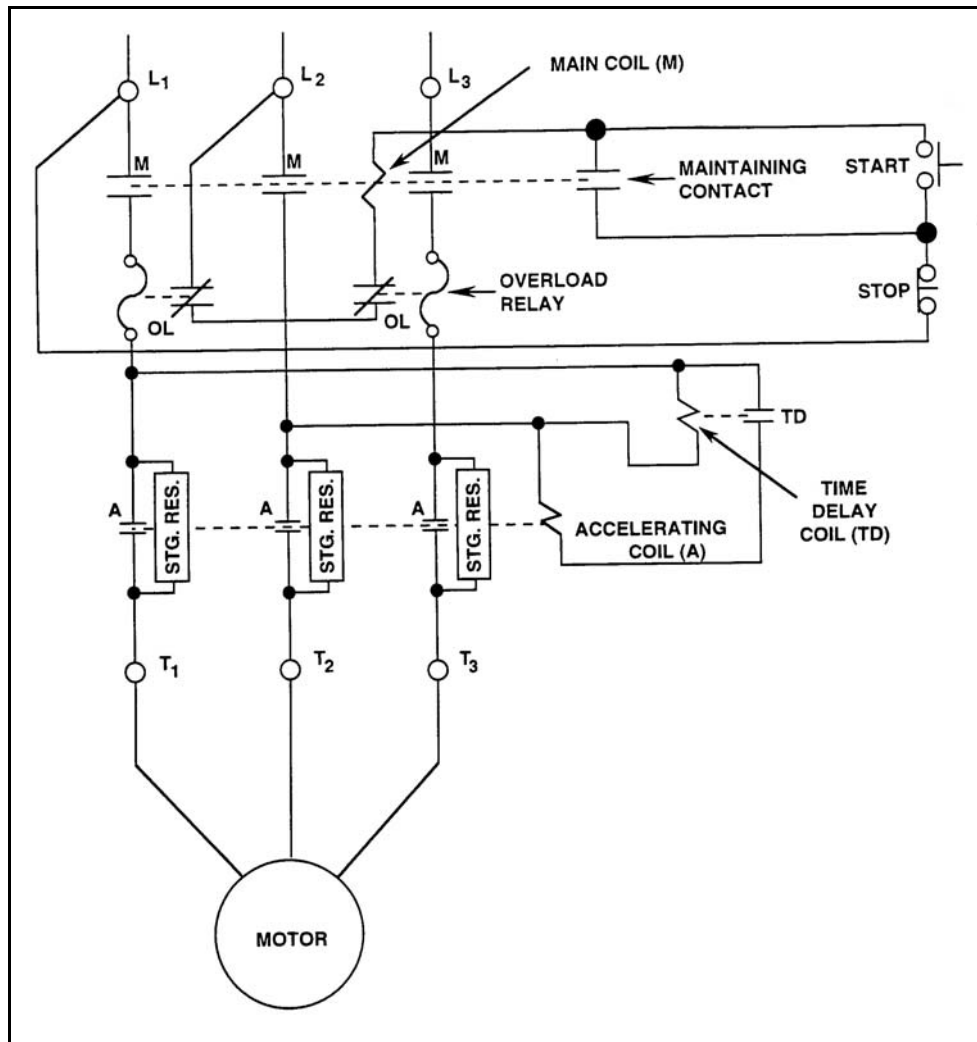 L1
L2
L3
MAIN COIL (M)
M
M
M
MAINTAINING
CONTACT
START
OL
OL
OVERLOAD
RELAY
STOP
TD
A
STG. RES.
A
STG. RES.
A
STG. RES.
ACCELERATING
COIL (A)
TIME
DELAY
COIL (TD)
T1
T2
T3
MOTOR